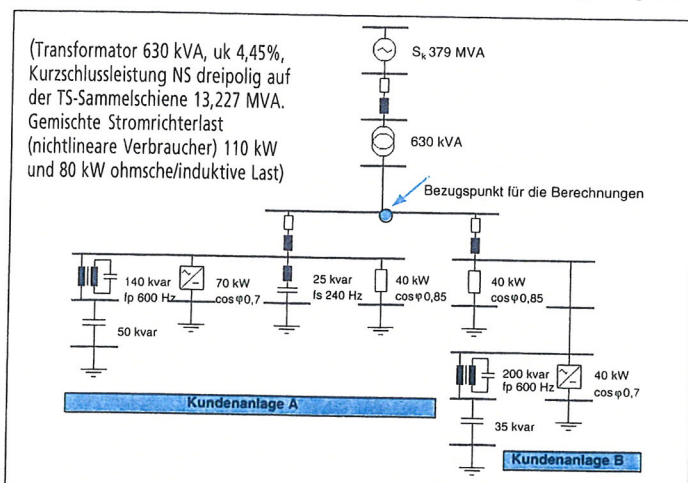 (Transformator 630 kVA, uk 4,45%,
Kurzschlussleistung NS dreipolig auf
der TS-Sammelschiene 13,227 MVA.
Gemischte Stromrichterlast
(nichtlineare Verbraucher) 110 kW
und 80 kW ohmsche/induktive Last)
Sk 379 MVA
630 kVA
Bezugspunkt für die Berechnungen
140 kvar
fp 600 Hz
50 kvar
70 kW
cosφ0,7
25 kvar
fs 240 Hz
40 kW
cosφ0,85
40 kW
cosφ0,85
200 kvar
fp 600 Hz
35 kvar
40 kW
cosφ0,7
Kundenanlage A
Kundenanlage B